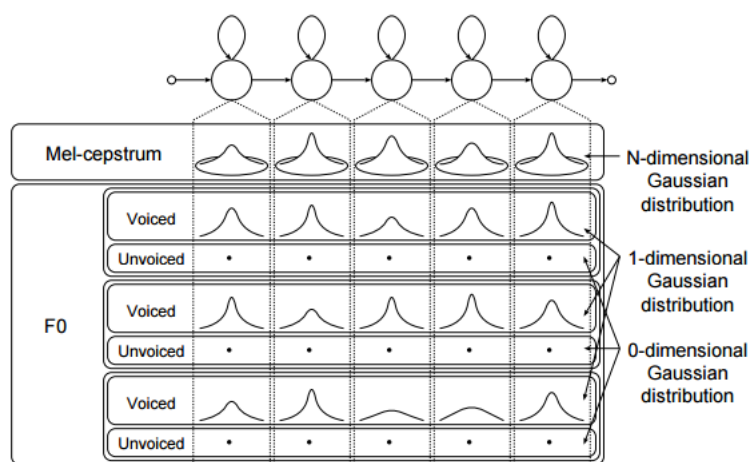 Mel-cepstrum
N-dimensional
Gaussian
distribution
F0
Voiced
Unvoiced
Voiced
Unvoiced
Voiced
Unvoiced
1-dimensional
Gaussian
distribution
0-dimensional
Gaussian
distribution